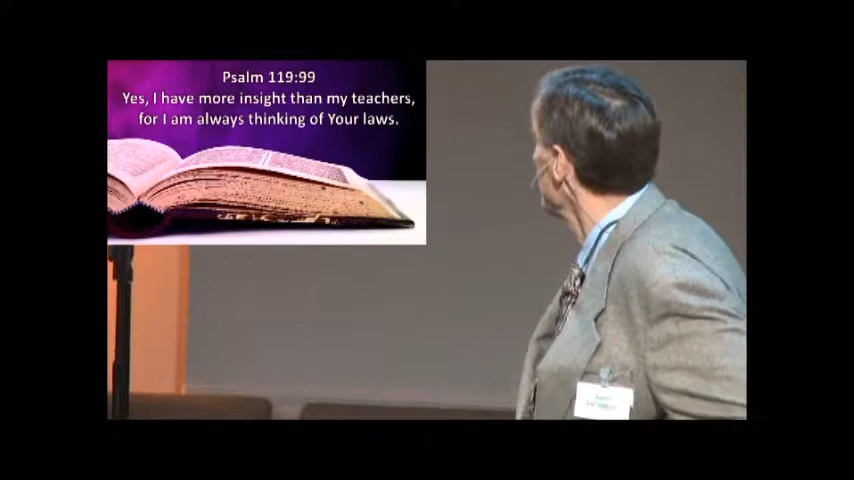 Psalm 119:99
Yes, I have more insight than my teachers,
for I am always thinking of Your laws.